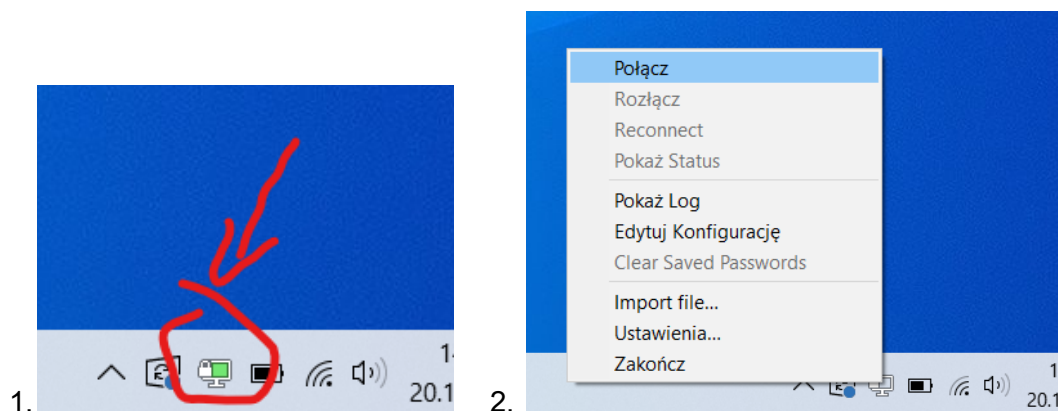 Połącz
Rozłącz
Reconnect
Pokaż Status
Pokaż Log
Edytuj Konfigurację
Clear Saved Passwords
Import file...
Ustawienia...
Zakończ
20.1
20.1
1.
2.